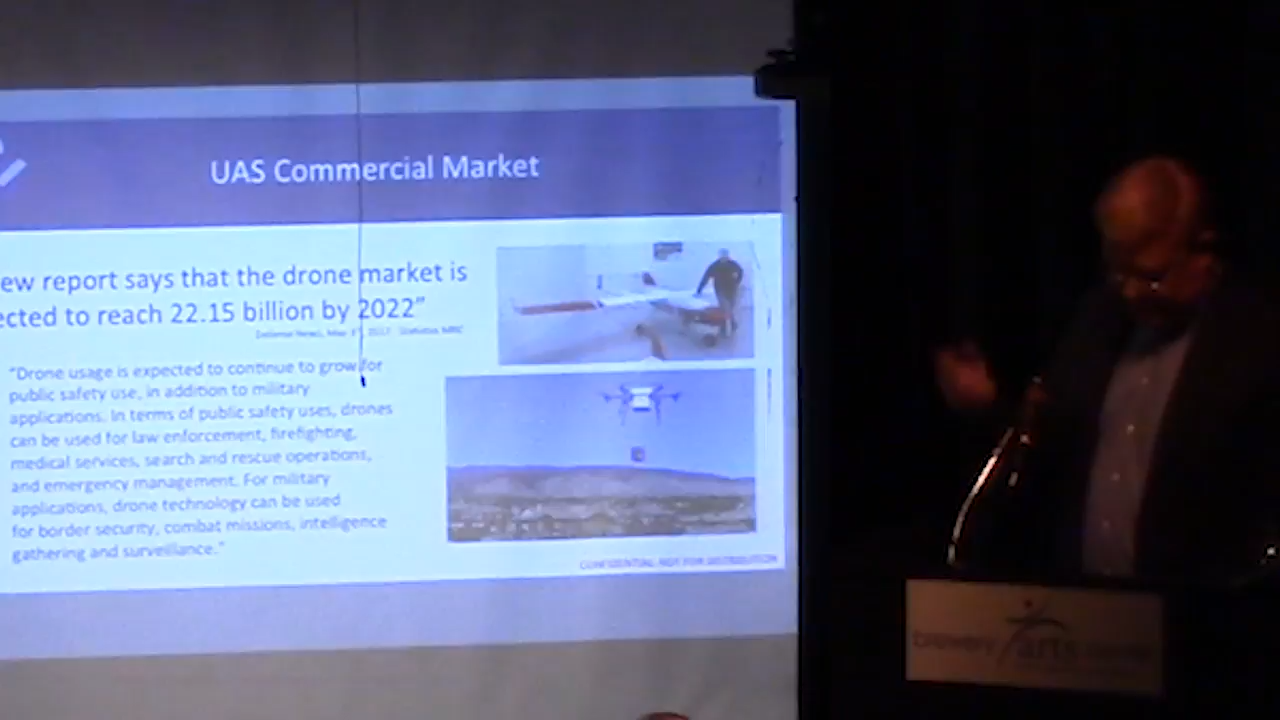 UAS Commercial Market
ew report says that the drone market is
ected to reach 22.15 billion by 2022”
“Drone usage is expected to continue to grow for
public safety use, in addition to military
applications. In terms of public safety uses, drones
can be used for law enforcement, firefighting,
medical services, search and rescue operations,
and emergency management. For military
applications, drone technology can be used
for border security, combat missions, intelligence
gathering and surveillance.”
CONFIDENTIAL NOT FOR DISTRIBUTION
brewery arts